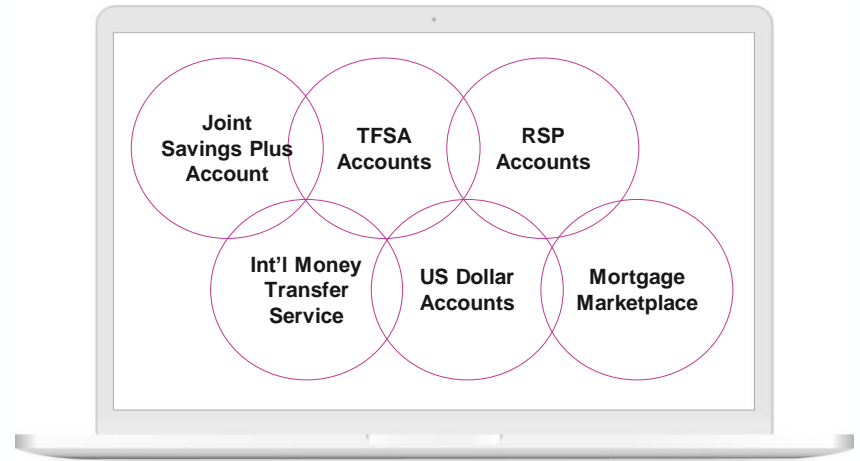 Joint
Savings Plus
Account
TFSA
Accounts
RSP
Accounts
Int'l Money
Transfer
Service
US Dollar
Accounts
Mortgage
Marketplace